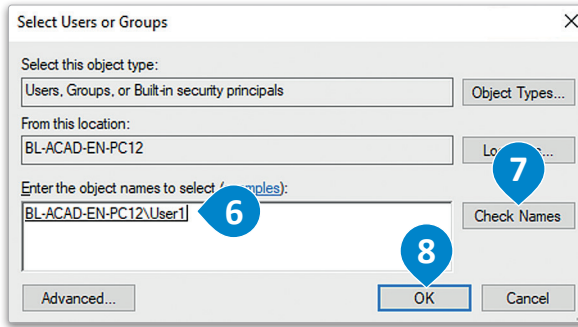 Select Users or Groups
Select this object type:
Users, Groups, or Built-in security principals
Object Types...
From this location:
BL-ACAD-EN-PC12
Enter the object names to select
BL-ACAD-EN-PC12\User1
6
7
Check Names
8
Advanced...
OK
Cancel